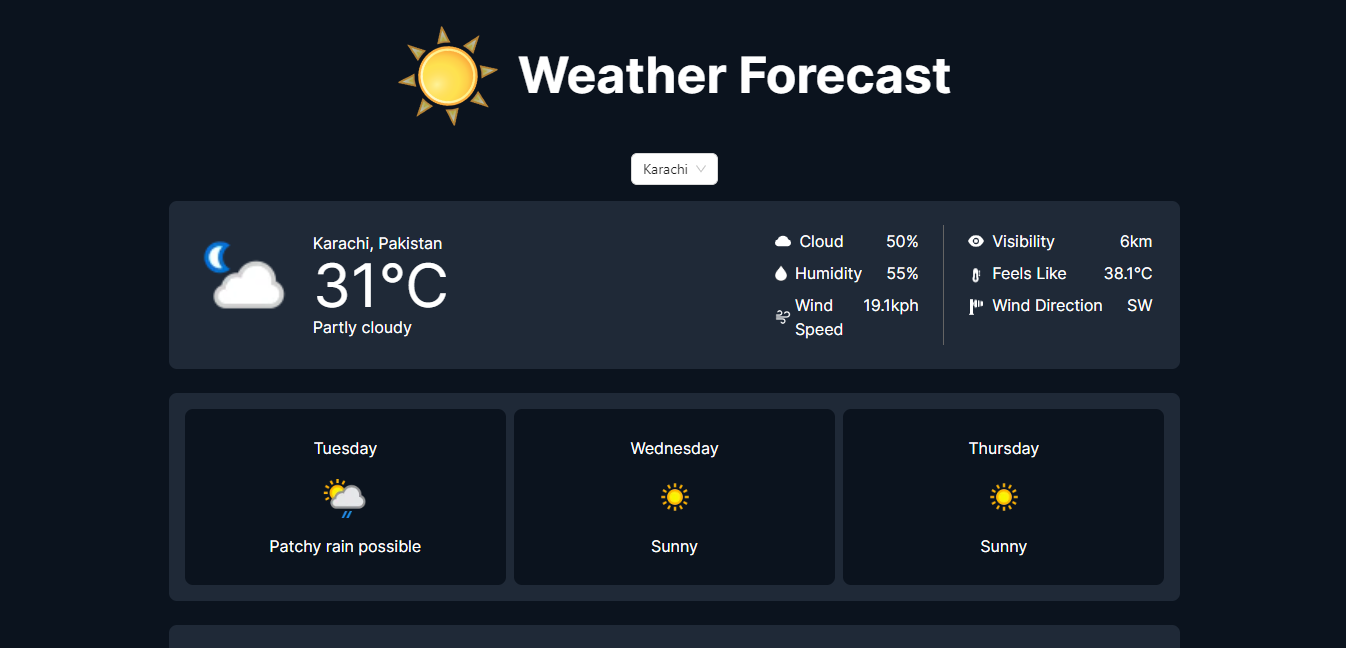 Weather Forecast
Karachi
Karachi, Pakistan
31°C
Partly cloudy
Cloud 50%
Humidity 55%
Wind Speed 19.1kph
Visibility 6km
Feels Like 38.1°C
Wind Direction SW
Tuesday
Patchy rain possible
Wednesday
Sunny
Thursday
Sunny